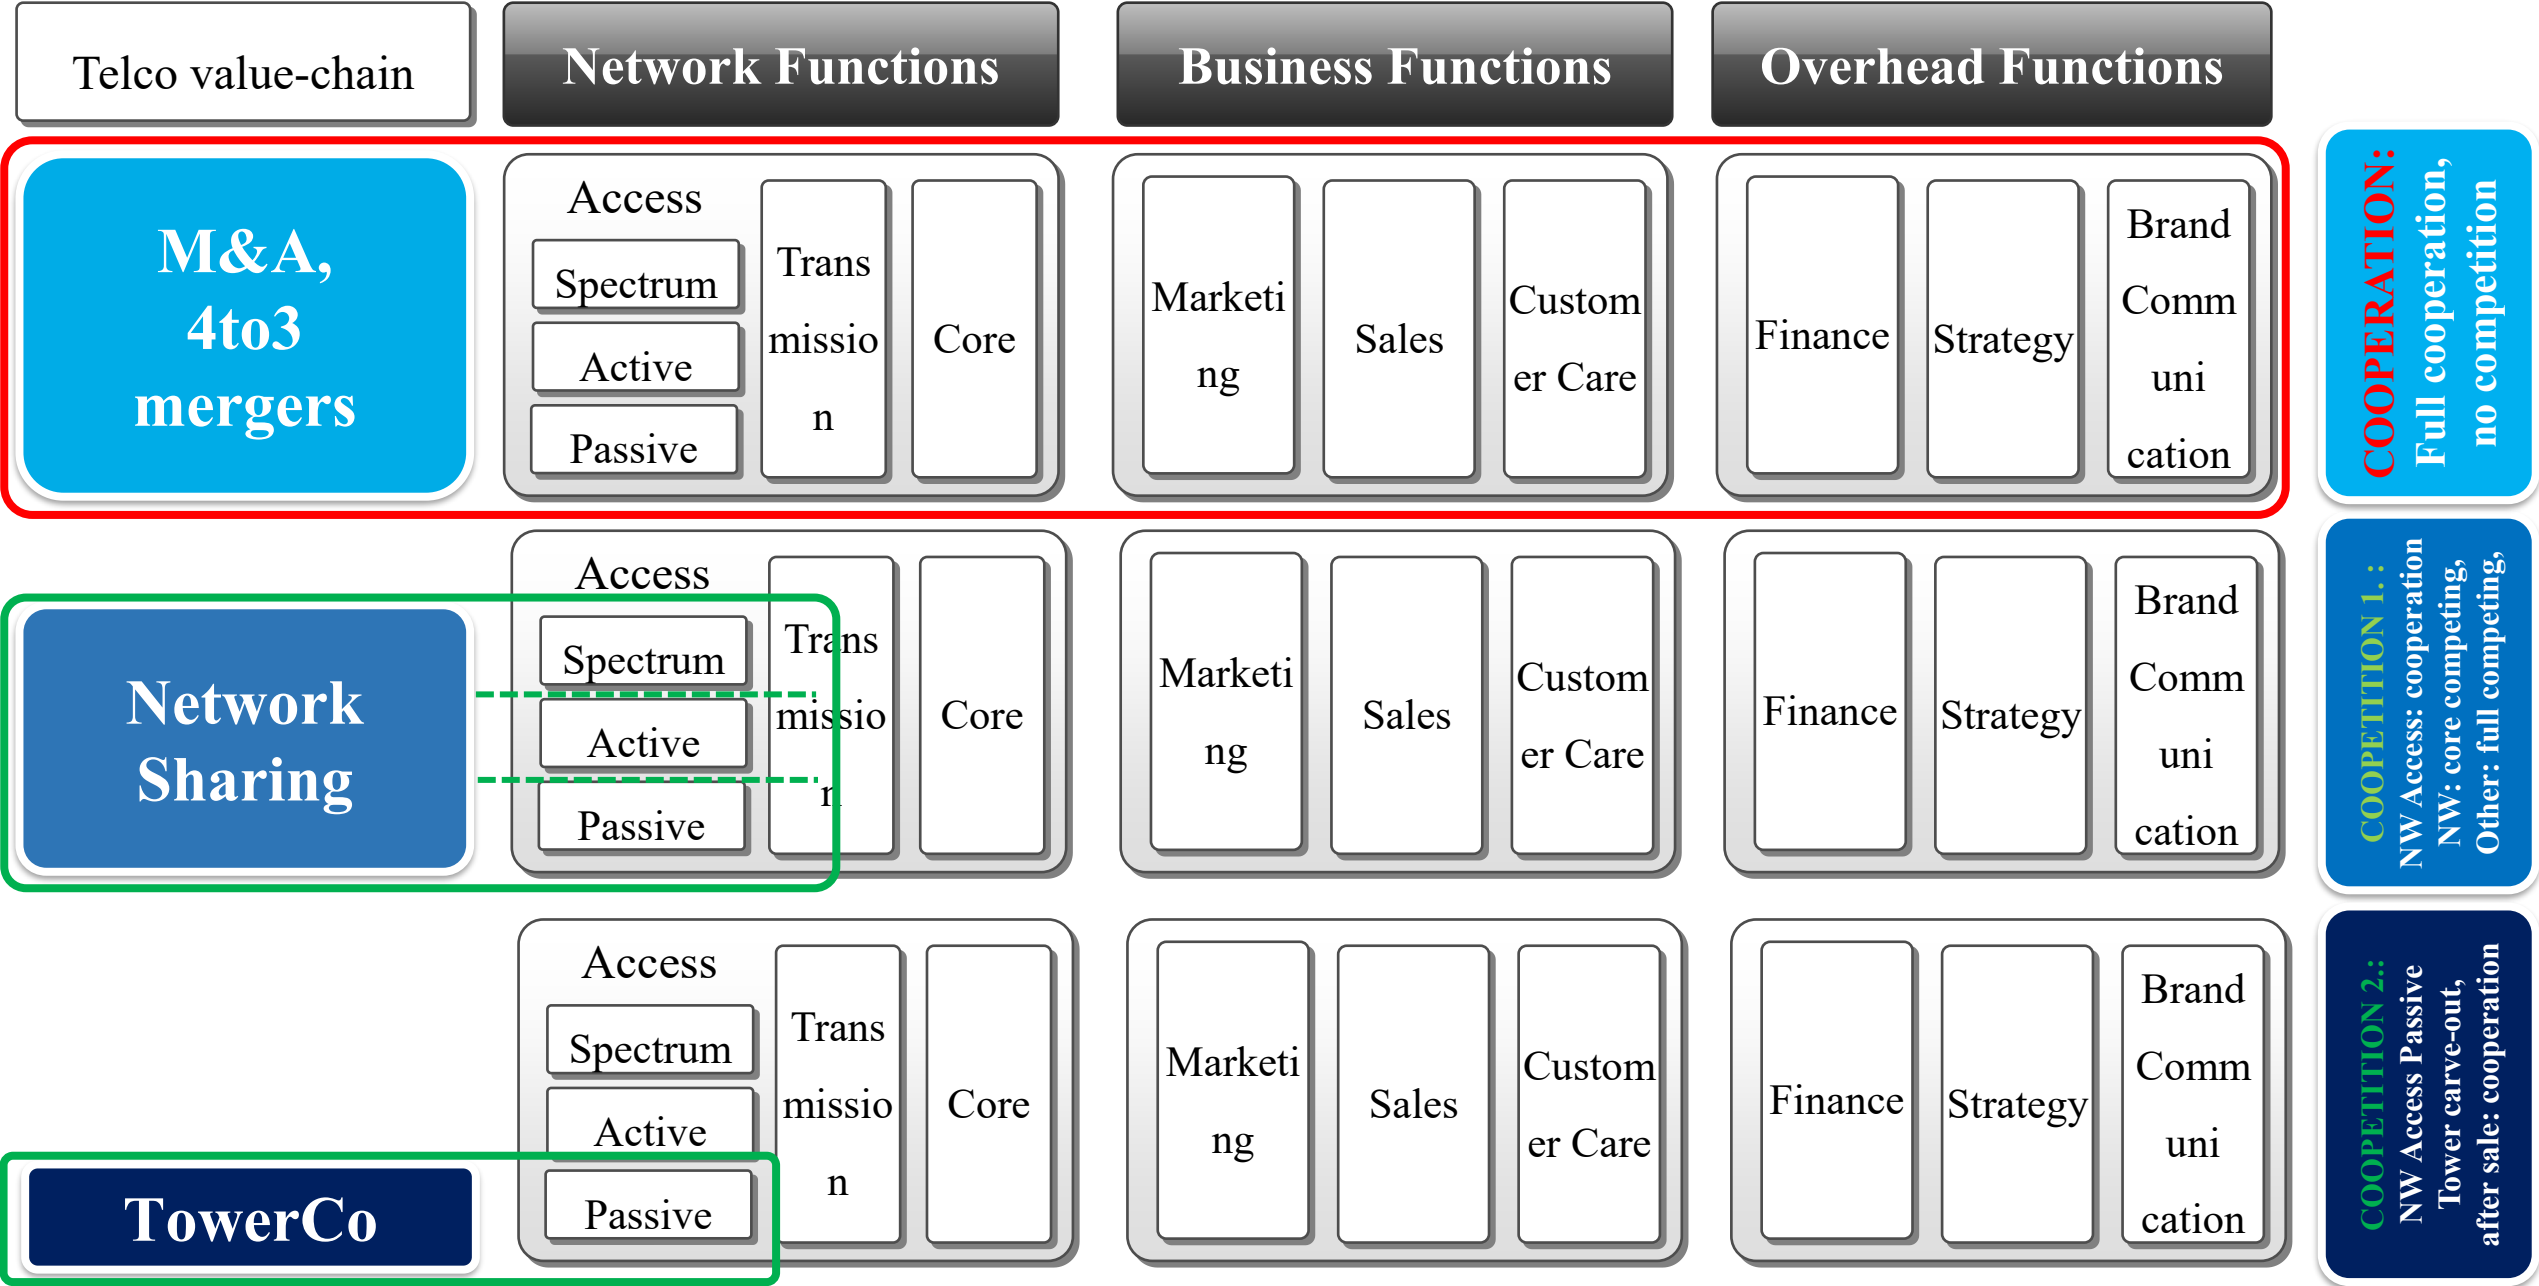 Telco value-chain
Network Functions
Business Functions
Overhead Functions
M&A,
4to3
mergers
Access
Spectrum
Active
Passive
Trans
missio
n
Core
Marketi
ng
Sales
Custom
er Care
Finance
Strategy
Brand
Comm
uni
cation
COOPERATION:
Full cooperation,
no competition
Network
Sharing
Access
Spectrum
Active
Passive
Trans
missio
n
Core
Marketi
ng
Sales
Custom
er Care
Finance
Strategy
Brand
Comm
uni
cation
COOPETITION 1.:
NW Access: cooperation
NW: core competing,
Other: full competing,
TowerCo
Access
Spectrum
Active
Passive
Trans
missio
n
Core
Marketi
ng
Sales
Custom
er Care
Finance
Strategy
Brand
Comm
uni
cation
COOPETITION 2.:
NW Access Passive
Tower carve-out,
after sale: cooperation